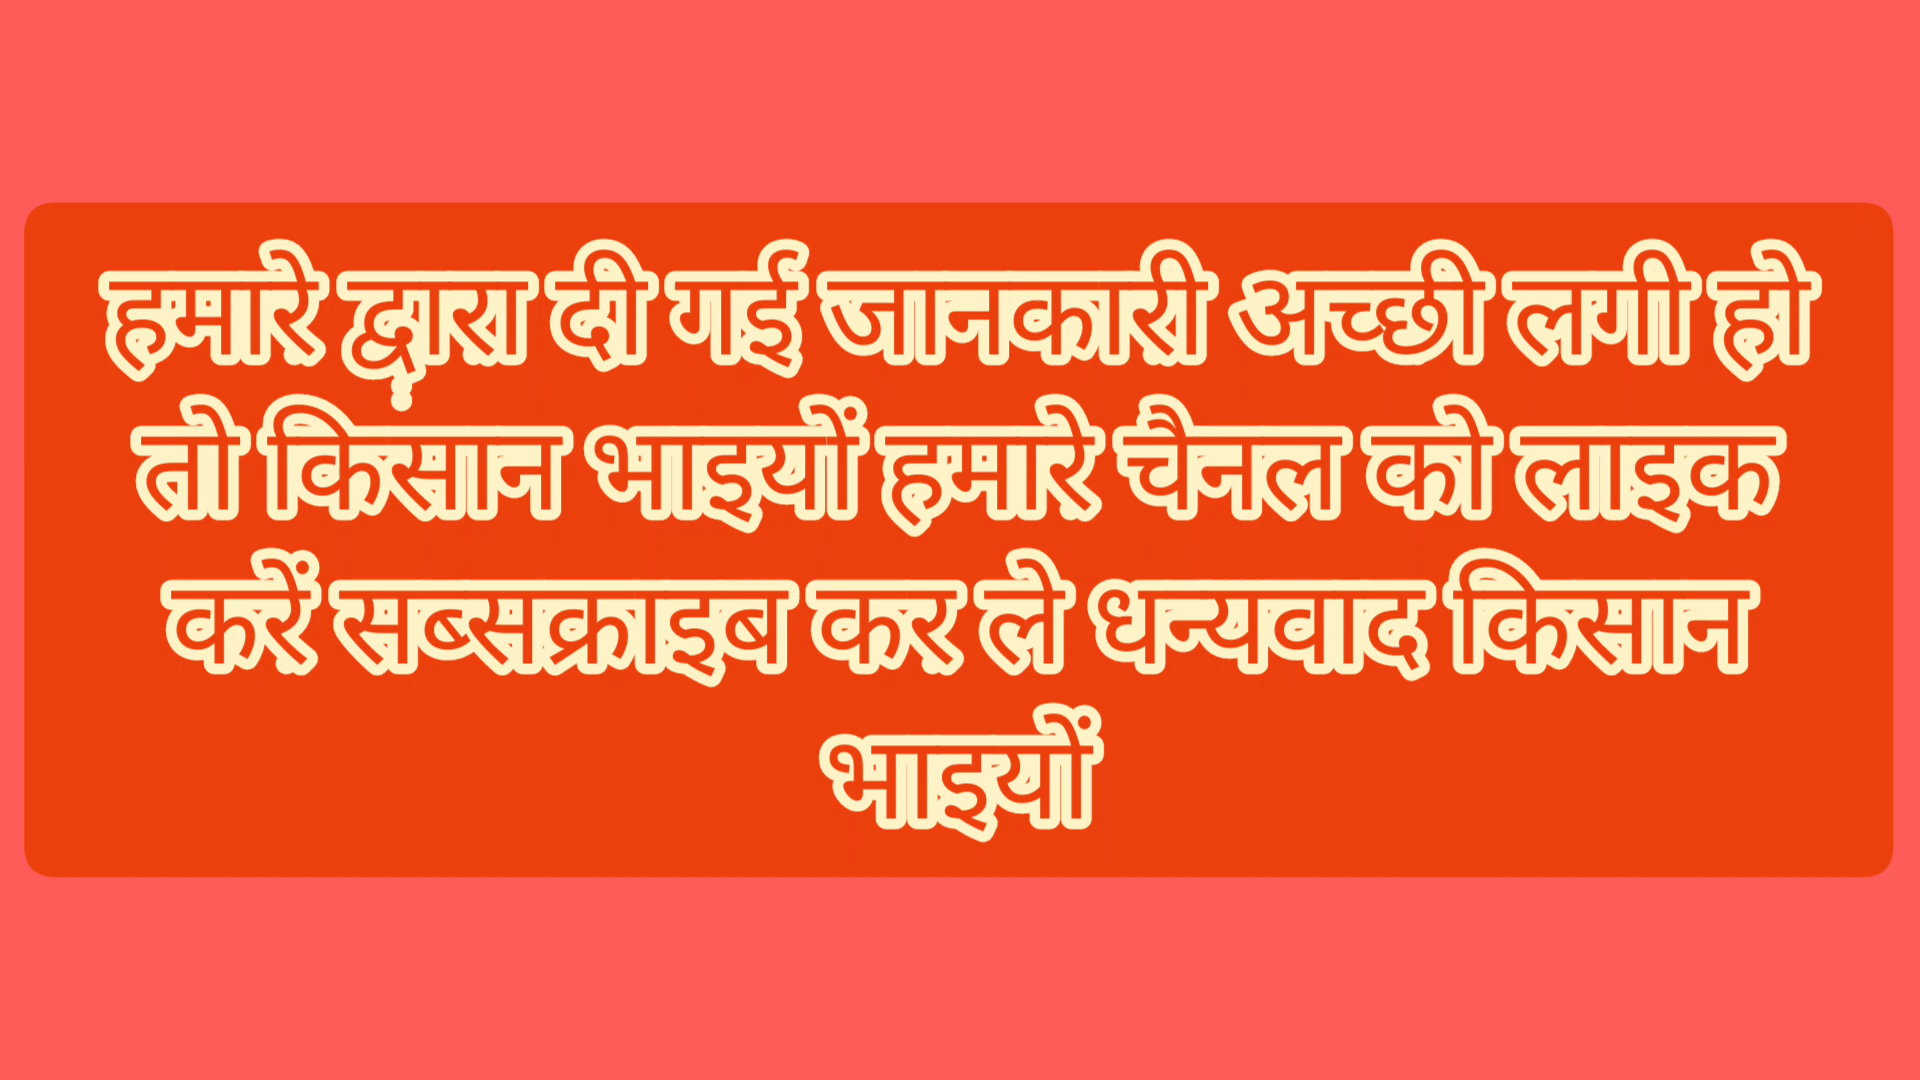 हमारे द्वारा दी गई जानकारी अच्छी लगी हो
तो किसान भाइयों हमारे चैनल को लाइक
करें सब्सक्राइब कर ले धन्यवाद किसान
भाइयों